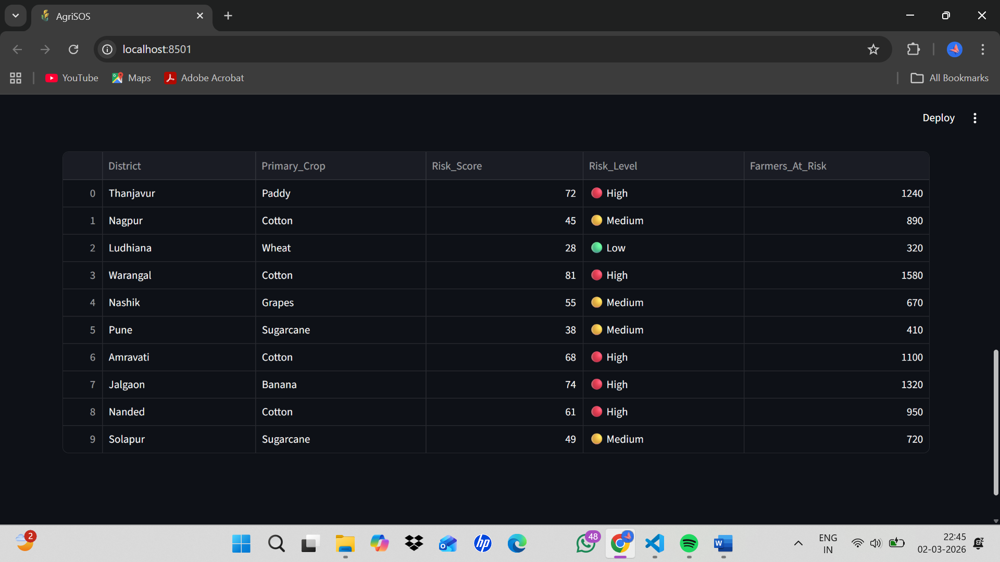 AgriSOS
localhost:8501
YouTube Maps Adobe Acrobat All Bookmarks
Deploy
District Primary_Crop Risk_Score Risk_Level Farmers_At_Risk
0 Thanjavur Paddy 72 High 1240
1 Nagpur Cotton 45 Medium 890
2 Ludhiana Wheat 28 Low 320
3 Warangal Cotton 81 High 1580
4 Nashik Grapes 55 Medium 670
5 Pune Sugarcane 38 Medium 410
6 Amravati Cotton 68 High 1100
7 Jalgaon Banana 74 High 1320
8 Nanded Cotton 61 High 950
9 Solapur Sugarcane 49 Medium 720
2 hp 48 W ENG 22:45
IN 02-03-2026